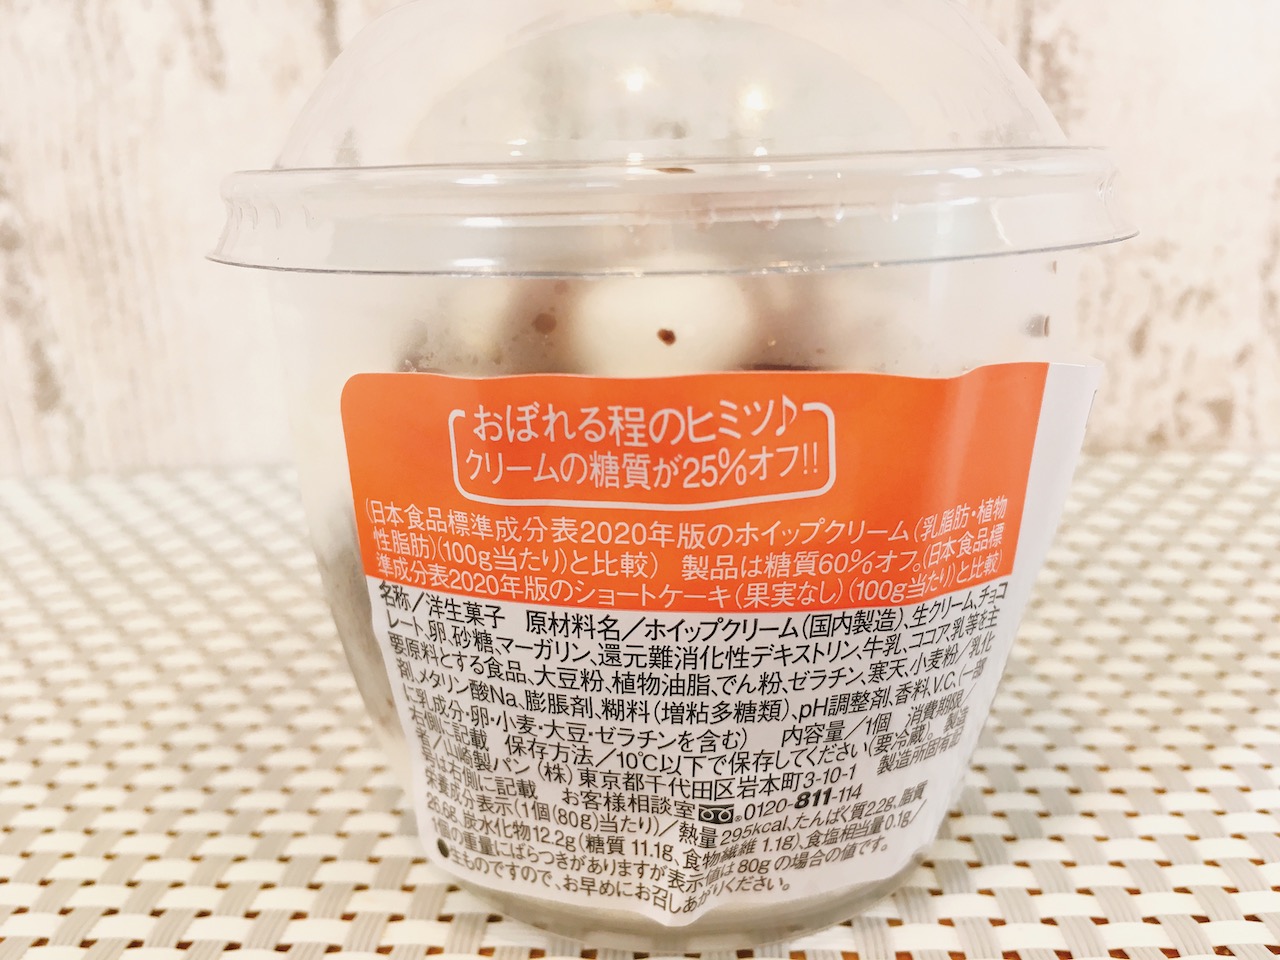 おぼれる程のヒミツ♪
クリームの糖質が25%オフ!!
(日本食品標準成分表2020年版のホイップクリーム(乳脂肪・植物
性脂肪)(100g当たり)と比較) 製品は糖質60%オフ。(日本食品標
準成分表2020年版のショートケーキ(果実なし)(100g当たり)と比較)
名称/洋生菓子 原材料名/ホイップクリーム(国内製造)、生クリーム、チョコ
レート、卵、砂糖、マーガリン、還元難消化性デキストリン、牛乳、ココア、乳等を主
要原料とする食品、大豆粉、植物油脂、でん粉、ゼラチン、寒天、小麦粉/乳化
剤、メタリン酸Na、膨脹剤、糊料(増粘多糖類)、pH調整剤、香料、V.C、(一部
に乳成分・卵・小麦・大豆・ゼラチンを含む) 内容量/1個 消費期限/
右側に記載 保存方法/10℃以下で保存してください(要冷蔵)。製造
者/山崎製パン(株)東京都千代田区岩本町3-10-1 製造所固有記
号は右側に記載 お客様相談室 0120-811-114
栄養成分表示(1個(80g)当たり)/熱量 295kcal、たんぱく質2.2g、脂質
26.6g、炭水化物12.2g(糖質 11.1g、食物繊維 1.1g)、食塩相当量0.1g/
1個の重量にばらつきがありますが表示値は80gの場合の値です。
●生ものですので、お早めにお召しあがりください。